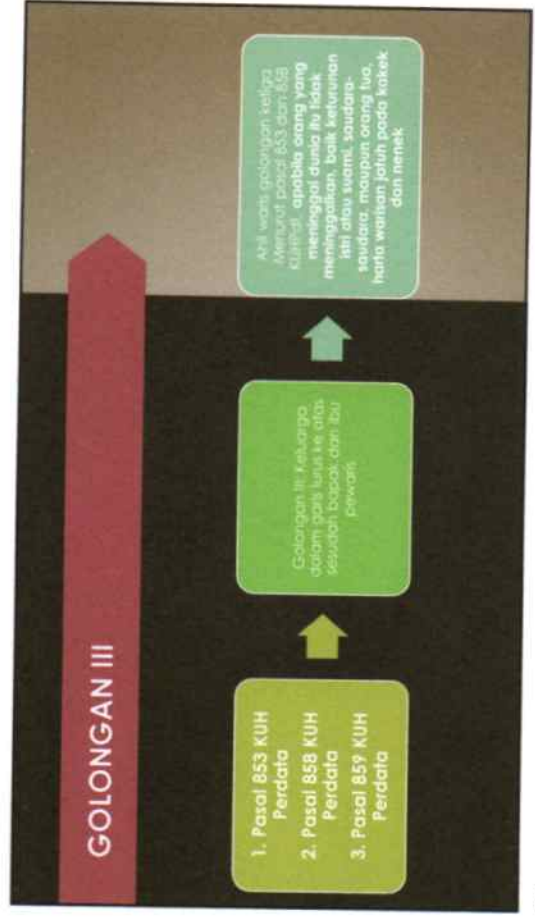 GOLONGAN III
1. Pasal 853 KUH
Perdata
2. Pasal 858 KUH
Perdata
3. Pasal 859 KUH
Perdata
Golongan III: Keluarga
dalam garis lurus ke atas
sesudah bapak dan ibu
pewaris
Ahli waris golongan ketiga
Menurut pasal 853 dan 858
KUHPdt apabila orang yang
meninggal dunia itu tidak
meninggalkan, baik keturunan
istri atau suami, saudara-
saudara, maupun orang tua,
harta warisan jatuh pada kakek
dan nenek